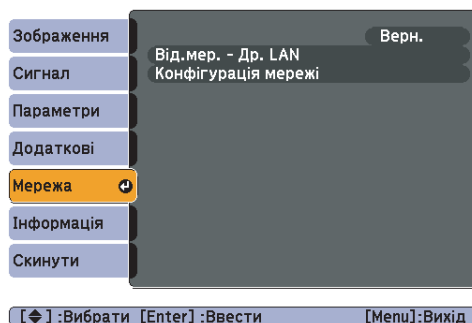 Зображення
Сигнал
Параметри
Додаткові
Мережа
Інформація
Скинути
Верн.
Від.мер. - Др. LAN
Конфігурація мережі
[ ] :Вибрати [Enter] :Ввести [Menu]:Вихід